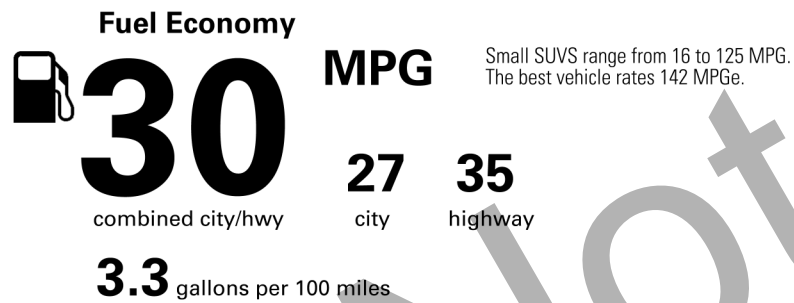 Fuel Economy
30 MPG
Small SUVS range from 16 to 125 MPG.
The best vehicle rates 142 MPGe.
27 35
combined city/hwy city highway
3.3 gallons per 100 miles
Not